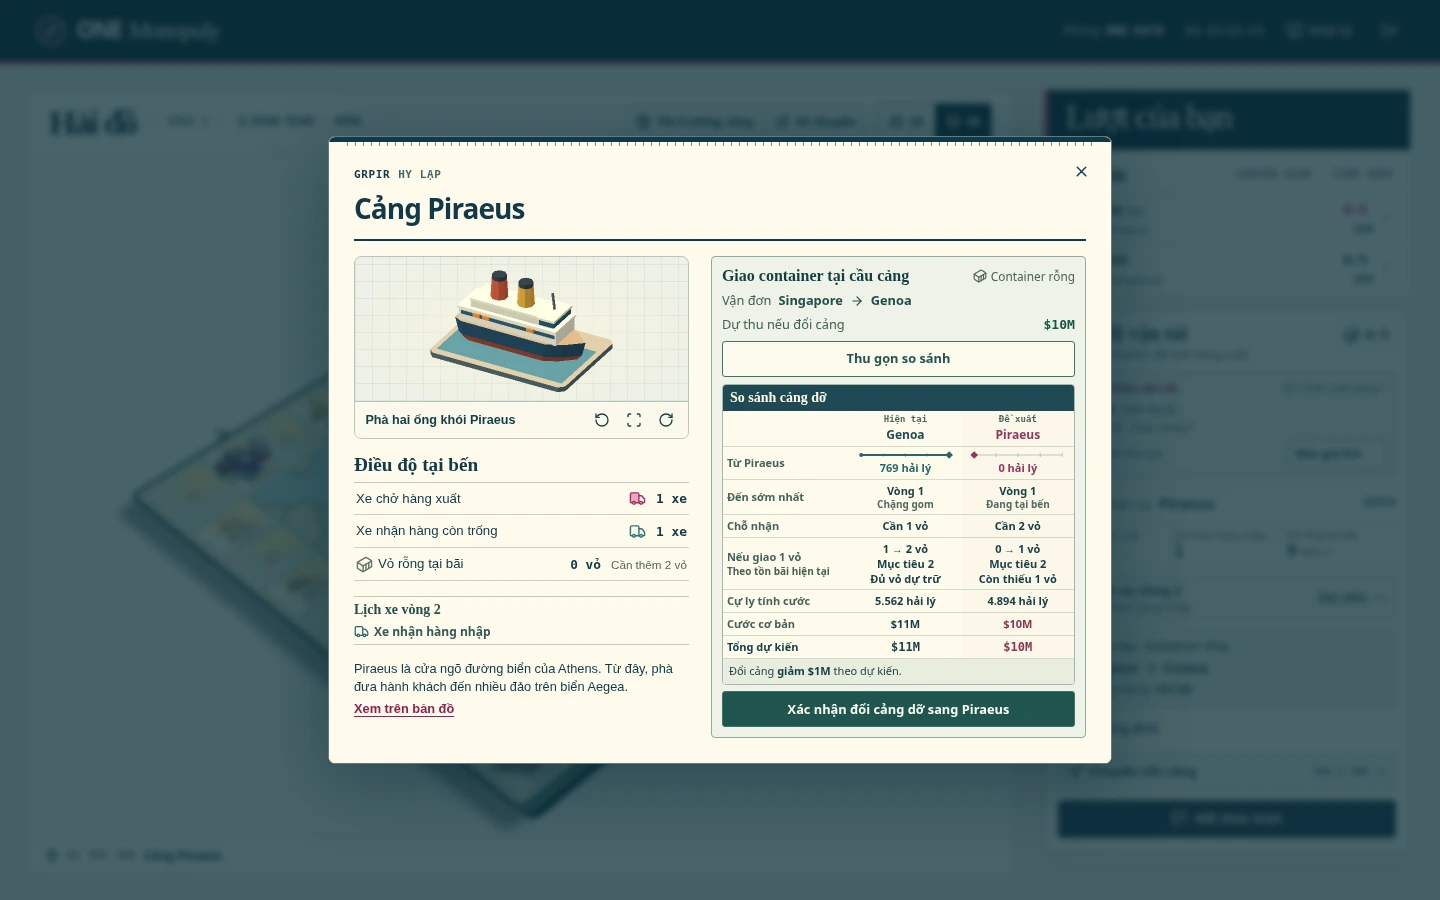 ONE Monopoly
Hải đồ
Lượt của bạn
GRPIR HY LẠP
Cảng Piraeus
Phà hai ống khói Piraeus
Điều độ tại bến
Xe chở hàng xuất 1 xe
Xe nhận hàng còn trống 1 xe
Vỏ rỗng tại bãi 0 vỏ Cần thêm 2 vỏ
Lịch xe vòng 2
Xe nhận hàng nhập
Piraeus là cửa ngõ đường biển của Athens. Từ đây, phà
đưa hành khách đến nhiều đảo trên biển Aegea.
Xem trên bản đồ
Giao container tại cầu cảng Container rỗng
Vận đơn Singapore → Genoa
Dự thu nếu đổi cảng $10M
Thu gọn so sánh
So sánh cảng dỡ
Hiện tại Đề xuất
Genoa Piraeus
Từ Piraeus 769 hải lý 0 hải lý
Đến sớm nhất Vòng 1 Vòng 1
Chặng gom Đang tại bến
Chỗ nhận Cần 1 vỏ Cần 2 vỏ
Nếu giao 1 vỏ 1 → 2 vỏ 0 → 1 vỏ
Theo tồn bãi hiện tại Mục tiêu 2 Mục tiêu 2
Đủ vỏ dự trữ Còn thiếu 1 vỏ
Cự ly tính cước 5.562 hải lý 4.894 hải lý
Cước cơ bản $11M $10M
Tổng dự kiến $11M $10M
Đổi cảng giảm $1M theo dự kiến.
Xác nhận đổi cảng dỡ sang Piraeus
Cảng Piraeus